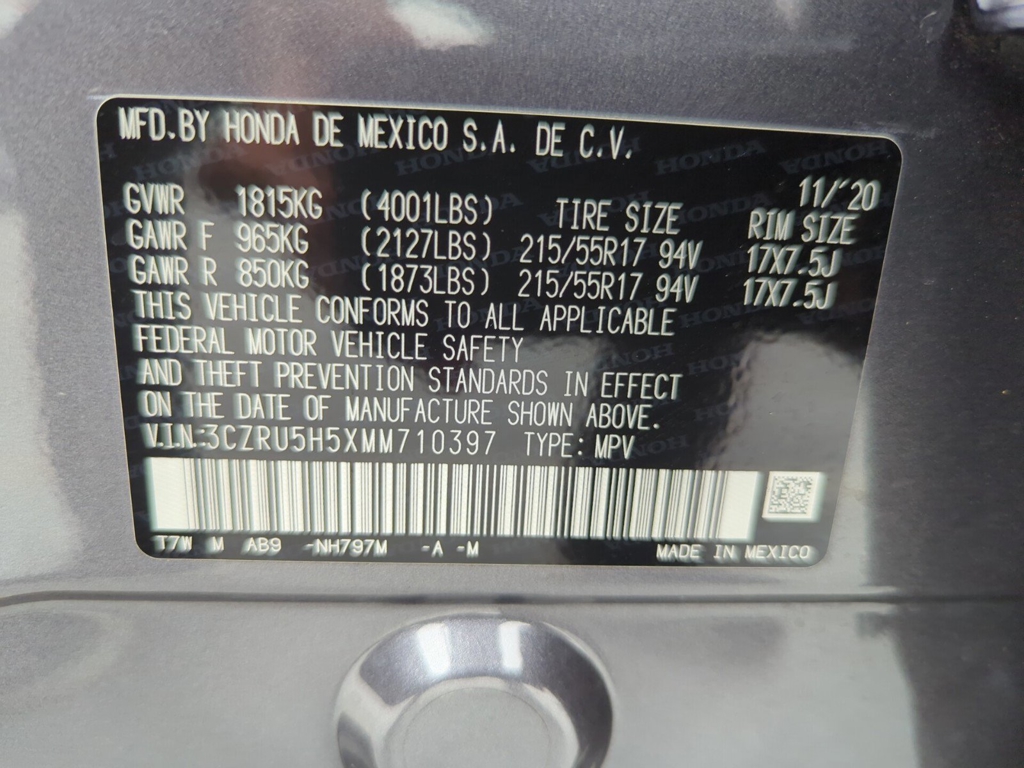 MFD.BY HONDA DE MEXICO S.A. DE C.V.
11/'20
GVWR 1815KG (4001LBS) TIRE SIZE RIM SIZE
GAWR F 965KG (2127LBS) 215/55R17 94V 17X7.5J
GAWR R 850KG (1873LBS) 215/55R17 94V 17X7.5J
THIS VEHICLE CONFORMS TO ALL APPLICABLE
FEDERAL MOTOR VEHICLE SAFETY
AND THEFT PREVENTION STANDARDS IN EFFECT
ON THE DATE OF MANUFACTURE SHOWN ABOVE.
V.I.N:3CZRU5H5XMM710397 TYPE: MPV
T7W M AB9 -NH797M -A -M MADE IN MEXICO